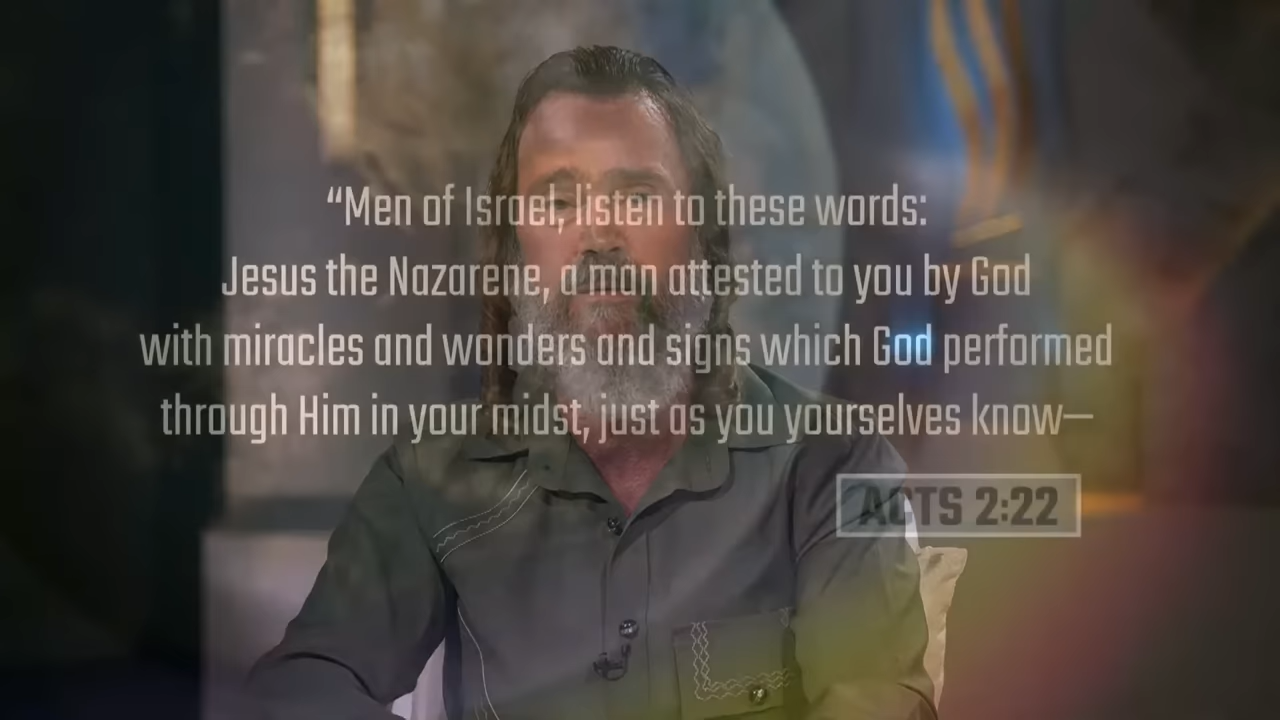 “Men of Israel, listen to these words:
Jesus the Nazarene, a man attested to you by God
with miracles and wonders and signs which God performed
through Him in your midst, just as you yourselves know—
ACTS 2:22